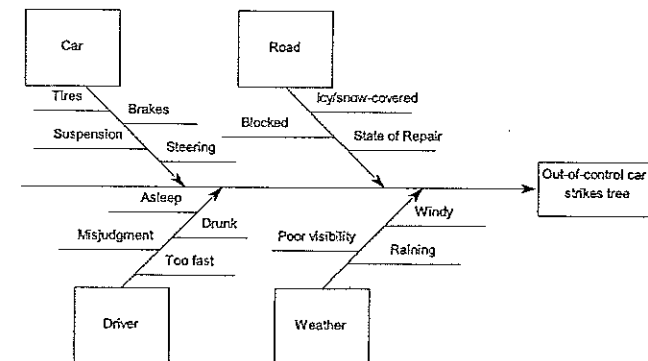 Car
Road
Tires
Brakes
Suspension
Steering
Icy/snow-covered
Blocked
State of Repair
Out-of-control car
strikes tree
Asleep
Drunk
Misjudgment
Too fast
Windy
Poor visibility
Raining
Driver
Weather